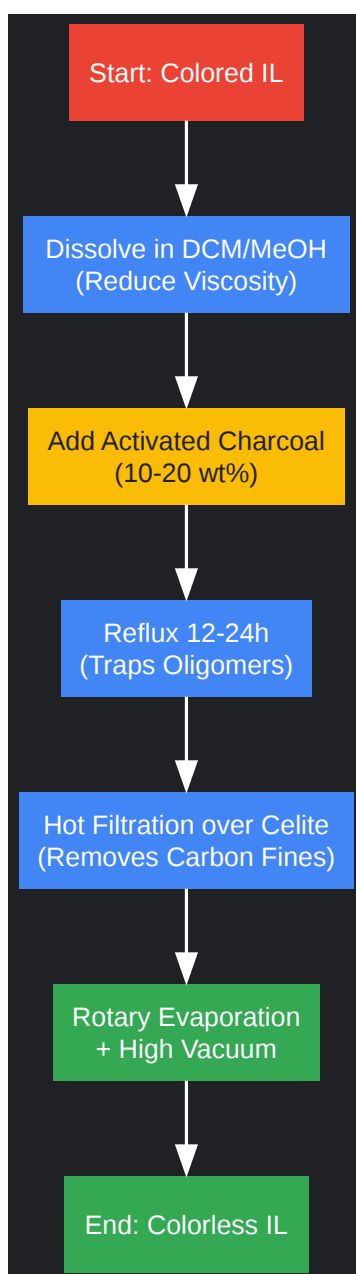 Start: Colored IL
Dissolve in DCM/MeOH
(Reduce Viscosity)
Add Activated Charcoal
(10-20 wt%)
Reflux 12-24h
(Traps Oligomers)
Hot Filtration over Celite
(Removes Carbon Fines)
Rotary Evaporation
+ High Vacuum
End: Colorless IL